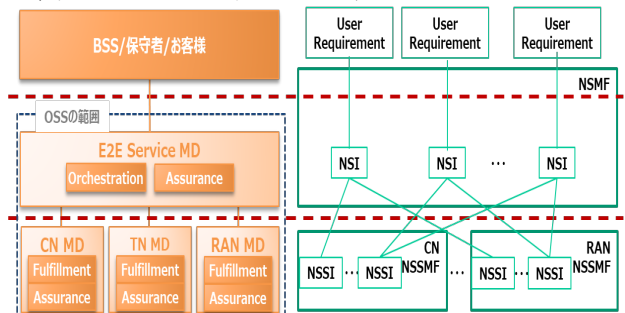 BSS/保守者/お客様
OSSの範囲
E2E Service MD
Orchestration
Assurance
CN MD
Fulfillment
Assurance
TN MD
Fulfillment
Assurance
RAN MD
Fulfillment
Assurance
User
Requirement
User
Requirement
User
Requirement
NSMF
NSI
NSI
...
NSI
CN
NSSMF
NSSI
...
NSSI
...
RAN
NSSMF
NSSI
...
NSSI